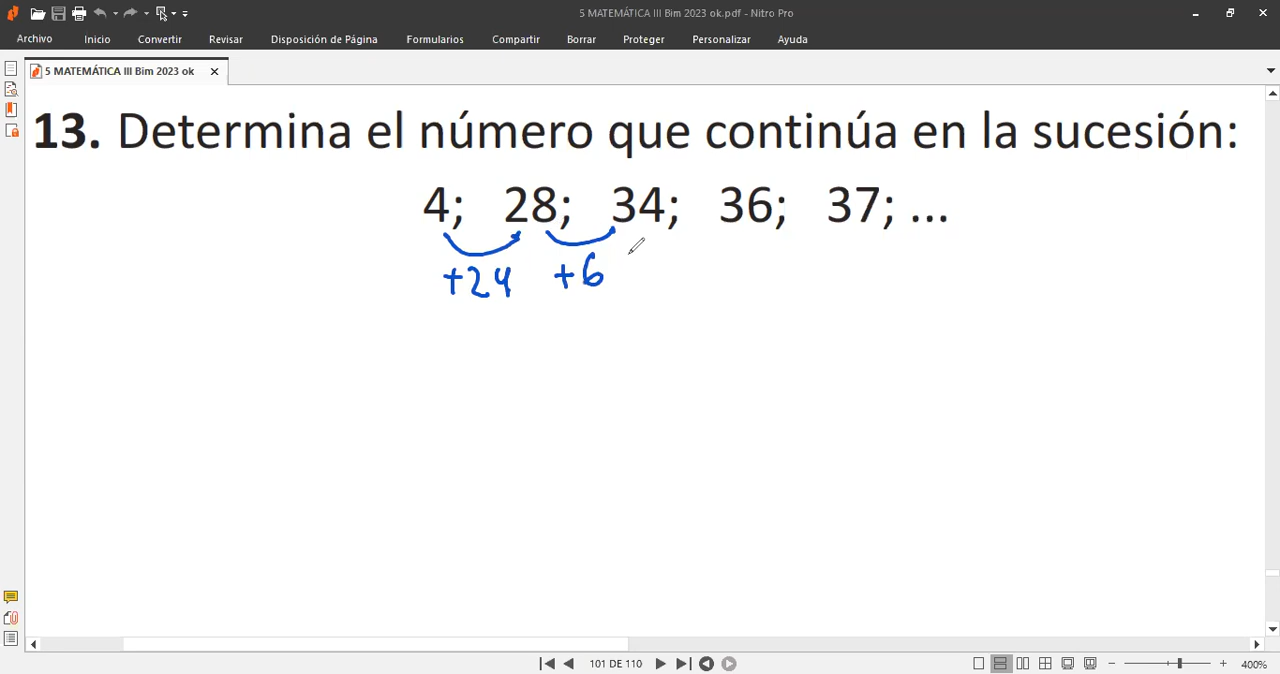 5 MATEMÁTICA III Bim 2023 ok.pdf - Nitro Pro
Archivo Inicio Convertir Revisar Disposición de Página Formularios Compartir Borrar Proteger Personalizar Ayuda
5 MATEMÁTICA III Bim 2023 ok
13. Determina el número que continúa en la sucesión:
4; 28; 34; 36; 37; ...
+24 +6
101 DE 110
400%